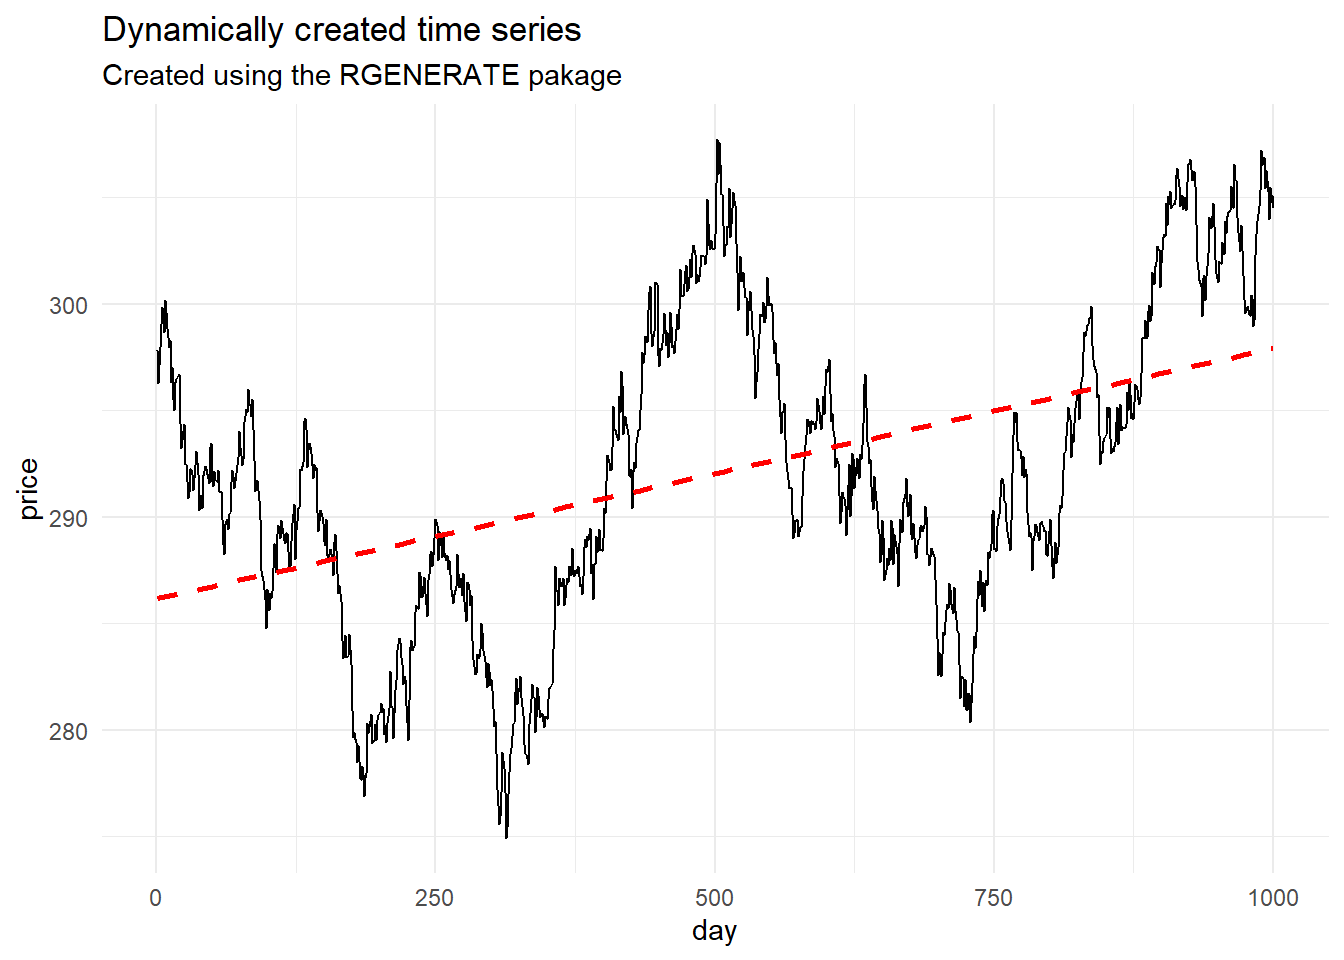 Dynamically created time series
Created using the RGENERATE pakage
price
300
290
280
0 250 500 750 1000
day